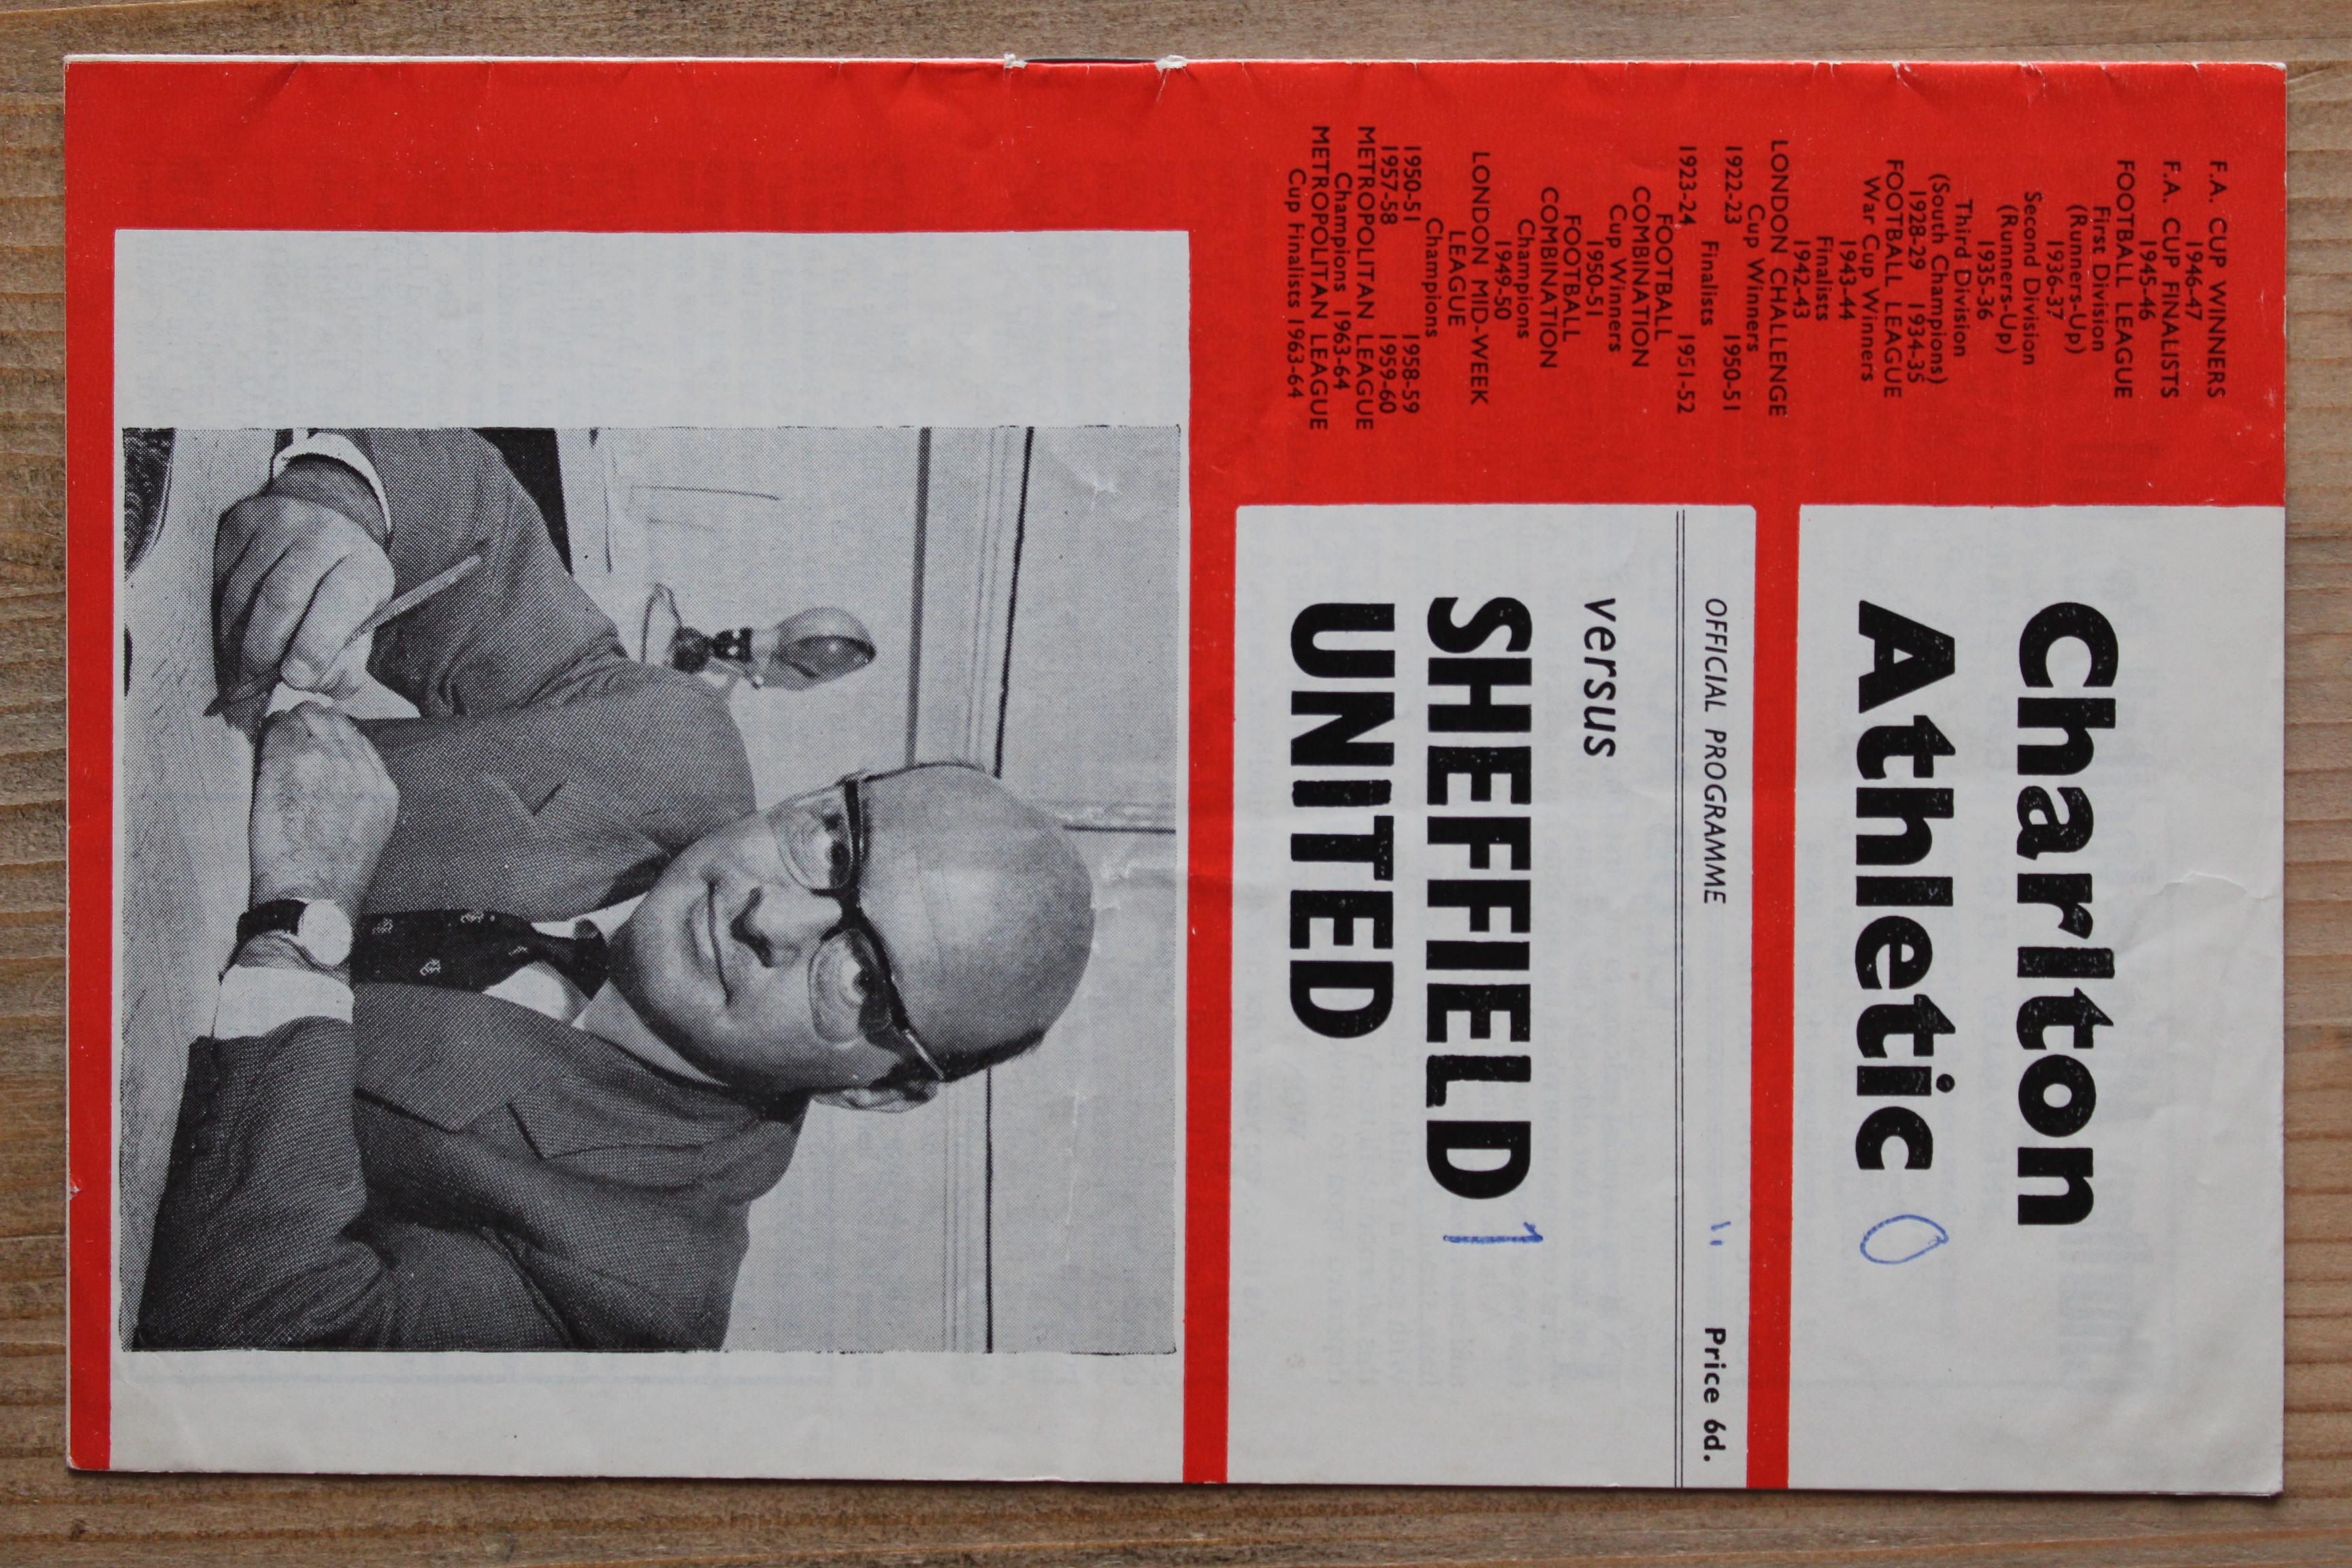 F.A. CUP WINNERS
1946-47
F.A. CUP FINALISTS
1945-46
FOOTBALL LEAGUE
First Division
(Runners-Up)
1936-37
Second Division
(Runners-Up)
1935-36
Third Division
(South Champions)
1928-29 1934-35
FOOTBALL LEAGUE
War Cup Winners
1943-44
Finalists
1942-43
LONDON CHALLENGE
Cup Winners
1922-23 1950-51
Finalists
1923-24 1951-52
FOOTBALL
COMBINATION
Cup Winners
1950-51
FOOTBALL
COMBINATION
Champions
1949-50
LONDON MID-WEEK
LEAGUE
Champions
1950-51 1958-59
1957-58 1959-60
METROPOLITAN LEAGUE
Champions 1963-64
METROPOLITAN LEAGUE
Cup Finalists 1963-64
Charlton
Athletic 0
OFFICIAL PROGRAMME Price 6d.
versus
SHEFFIELD 1
UNITED